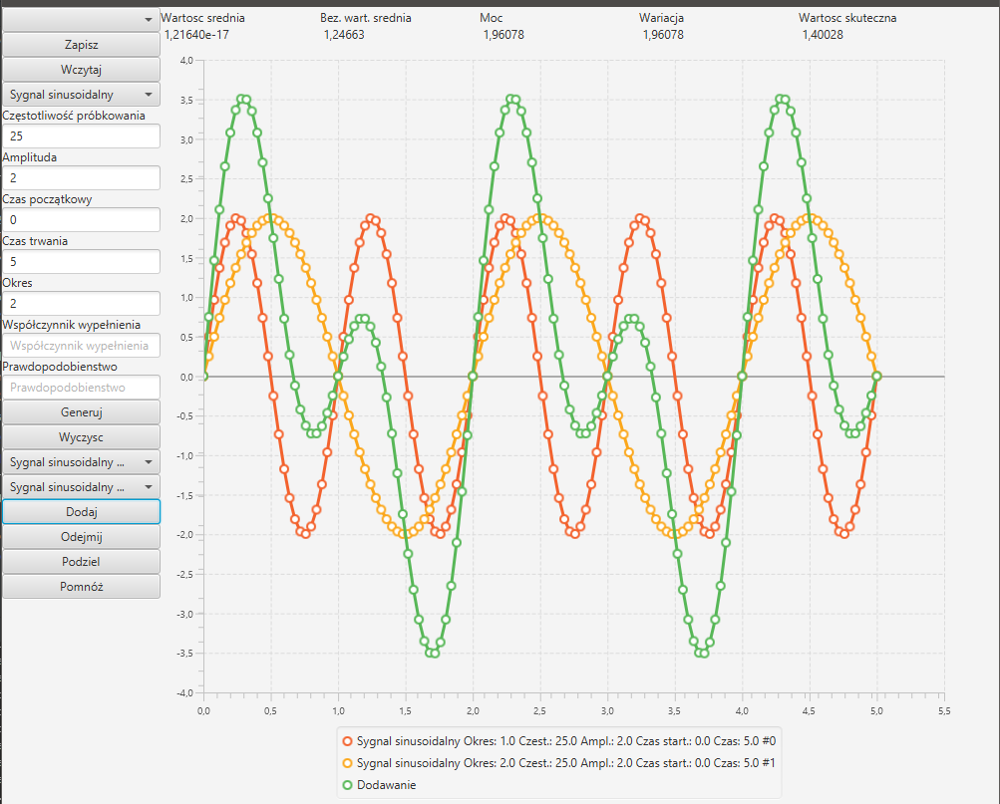 Wartosc srednia Bez. wart. srednia Moc Wariacja Wartosc skuteczna
1,21640e-17 1,24663 1,96078 1,96078 1,40028
Zapisz
Wczytaj
Sygnal sinusoidalny
Częstotliwość próbkowania
25
Amplituda
2
Czas początkowy
0
Czas trwania
5
Okres
2
Współczynnik wypełnienia
Współczynnik wypełnienia
Prawdopodobienstwo
Prawdopodobienstwo
Generuj
Wyczysc
Sygnal sinusoidalny ...
Sygnal sinusoidalny ...
Dodaj
Odejmij
Podziel
Pomnóż
4,0
3,5
3,0
2,5
2,0
1,5
1,0
0,5
0,0
-0,5
-1,0
-1,5
-2,0
-2,5
-3,0
-3,5
-4,0
0,0 0,5 1,0 1,5 2,0 2,5 3,0 3,5 4,0 4,5 5,0 5,5
Sygnal sinusoidalny Okres: 1.0 Czest.: 25.0 Ampl.: 2.0 Czas start.: 0.0 Czas: 5.0 #0
Sygnal sinusoidalny Okres: 2.0 Czest.: 25.0 Ampl.: 2.0 Czas start.: 0.0 Czas: 5.0 #1
Dodawanie